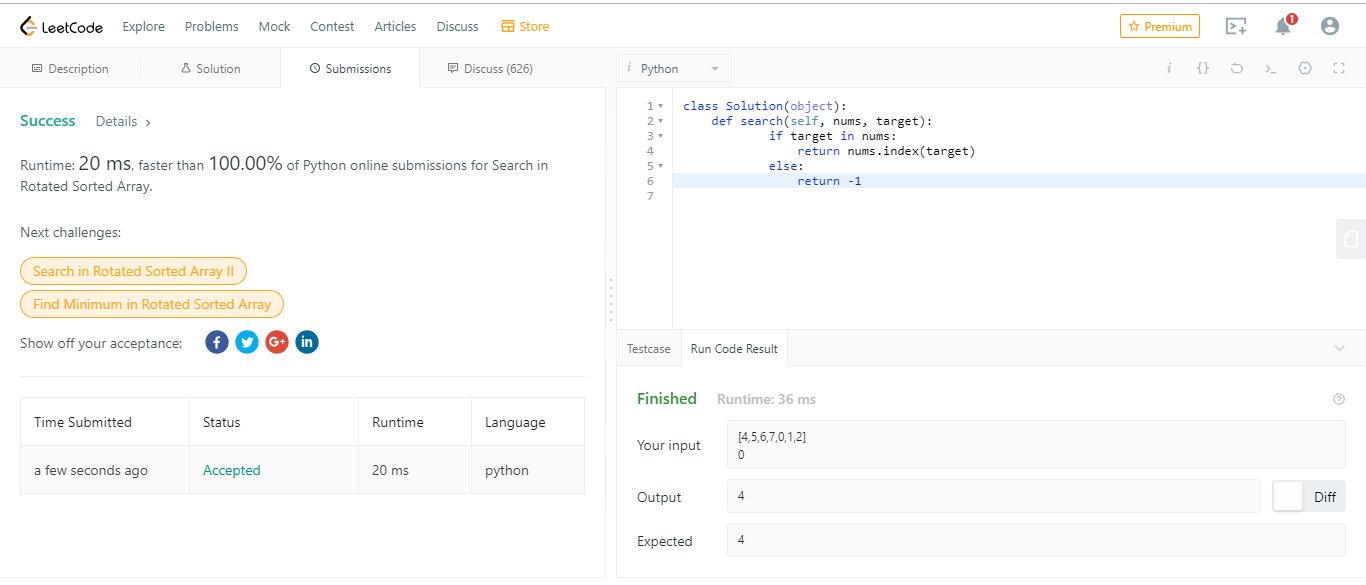 LeetCode Explore Problems Mock Contest Articles Discuss Store Premium 1
Description Solution Submissions Discuss (626)
Success Details >
Runtime: 20 ms, faster than 100.00% of Python online submissions for Search in
Rotated Sorted Array.
Next challenges:
Search in Rotated Sorted Array II
Find Minimum in Rotated Sorted Array
Show off your acceptance: f G+ in
Time Submitted Status Runtime Language
a few seconds ago Accepted 20 ms python
i Python i {} >_
1 class Solution(object):
2 def search(self, nums, target):
3 if target in nums:
4 return nums.index(target)
5 else:
6 return -1
7
Testcase Run Code Result
Finished Runtime: 36 ms ?
Your input
[4,5,6,7,0,1,2]
0
Output 4 Diff
Expected 4